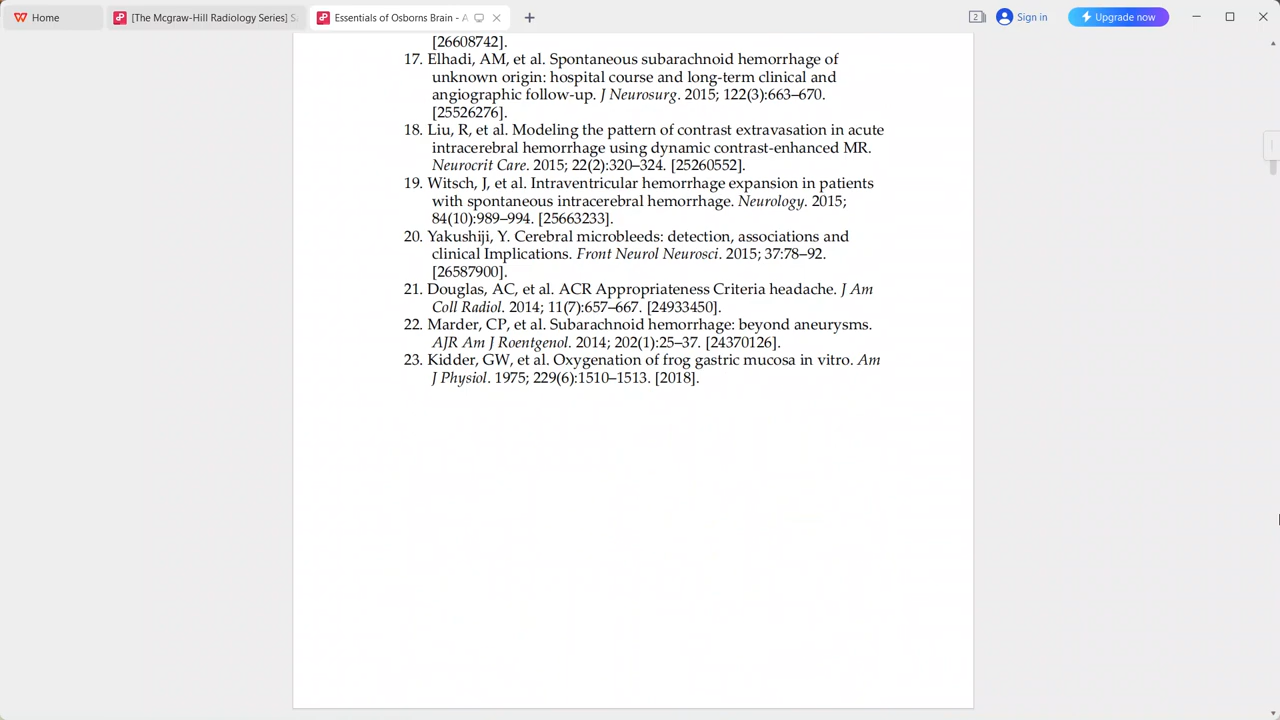 Home
[The Mcgraw-Hill Radiology Series] S
Essentials of Osborns Brain - A
2
Sign in
Upgrade now
[26608742].
17. Elhadi, AM, et al. Spontaneous subarachnoid hemorrhage of
unknown origin: hospital course and long-term clinical and
angiographic follow-up. J Neurosurg. 2015; 122(3):663–670.
[25526276].
18. Liu, R, et al. Modeling the pattern of contrast extravasation in acute
intracerebral hemorrhage using dynamic contrast-enhanced MR.
Neurocrit Care. 2015; 22(2):320–324. [25260552].
19. Witsch, J, et al. Intraventricular hemorrhage expansion in patients
with spontaneous intracerebral hemorrhage. Neurology. 2015;
84(10):989–994. [25663233].
20. Yakushiji, Y. Cerebral microbleeds: detection, associations and
clinical Implications. Front Neurol Neurosci. 2015; 37:78–92.
[26587900].
21. Douglas, AC, et al. ACR Appropriateness Criteria headache. J Am
Coll Radiol. 2014; 11(7):657–667. [24933450].
22. Marder, CP, et al. Subarachnoid hemorrhage: beyond aneurysms.
AJR Am J Roentgenol. 2014; 202(1):25–37. [24370126].
23. Kidder, GW, et al. Oxygenation of frog gastric mucosa in vitro. Am
J Physiol. 1975; 229(6):1510–1513. [2018].